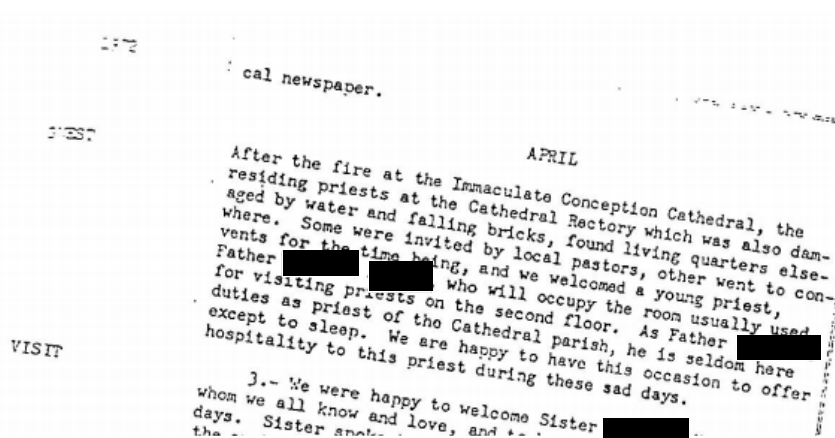 cal newspaper.
APRIL
After the fire at the Immaculate Conception Cathedral, the
residing priests at the Cathedral Rectory which was also dam-
aged by water and falling bricks, found living quarters else-
where. Some were invited by local pastors, other went to con-
vents for the time being, and we welcomed a young priest,
Father who will occupy the room usually used
for visiting priests on the second floor. As Father
duties as priest of the Cathedral parish, he is seldom here
except to sleep. We are happy to have this occasion to offer
hospitality to this priest during these sad days.
VISIT
3.- We were happy to welcome Sister
whom we all know and love, and to
days. Sister